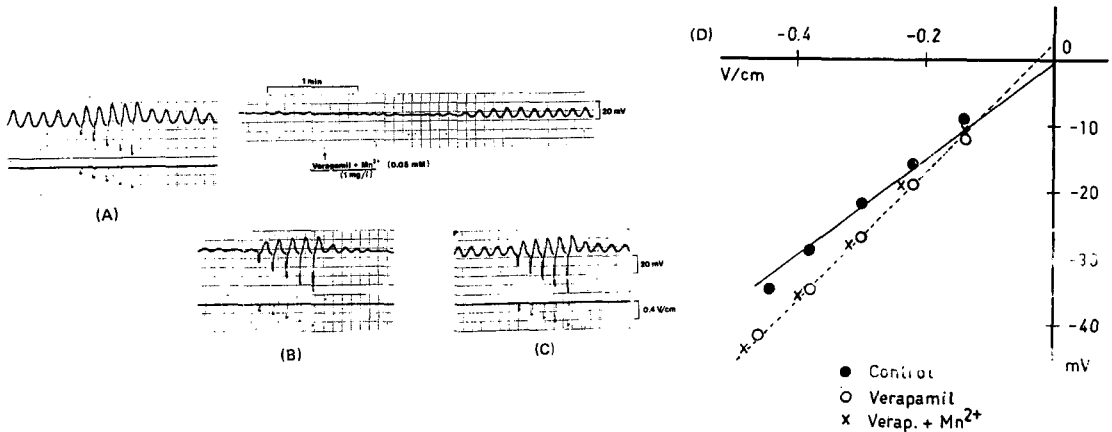 1 min
20 mV
Verapamil + Mn²⁺ (0.05 mM)
(1 mg/l)
(A)
20 mV
0.4 V/cm
(B)
(C)
(D)
-0.4
-0.2
0
V/cm
-10
-20
-40
mV
● Control
○ Verapamil
x Verap. + Mn²⁺